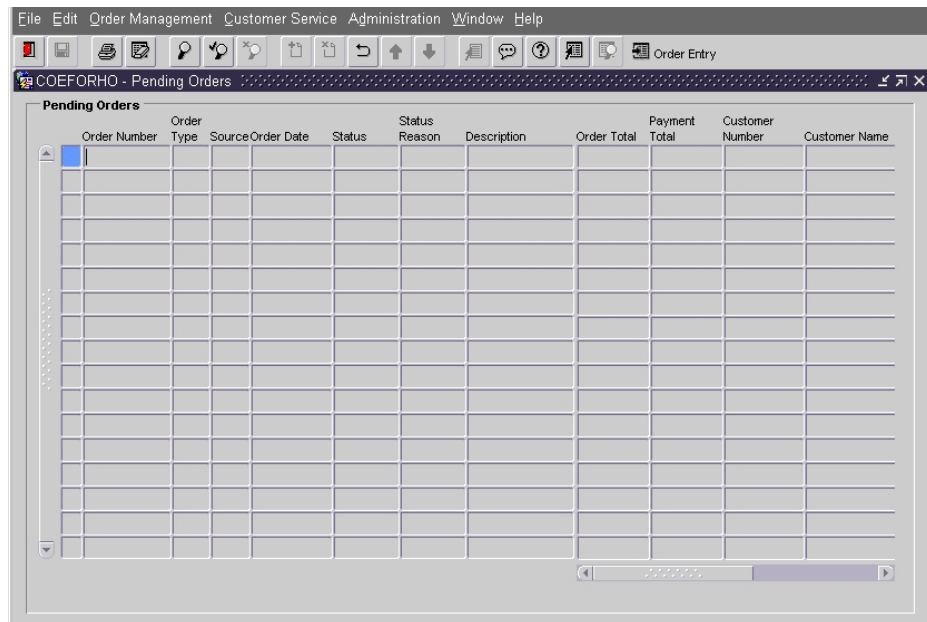 File Edit Order Management Customer Service Administration Window Help
Order Entry
COEFORHO - Pending Orders
Pending Orders
Order Number Order Type Source Order Date Status Status Reason Description Order Total Payment Total Customer Number Customer Name